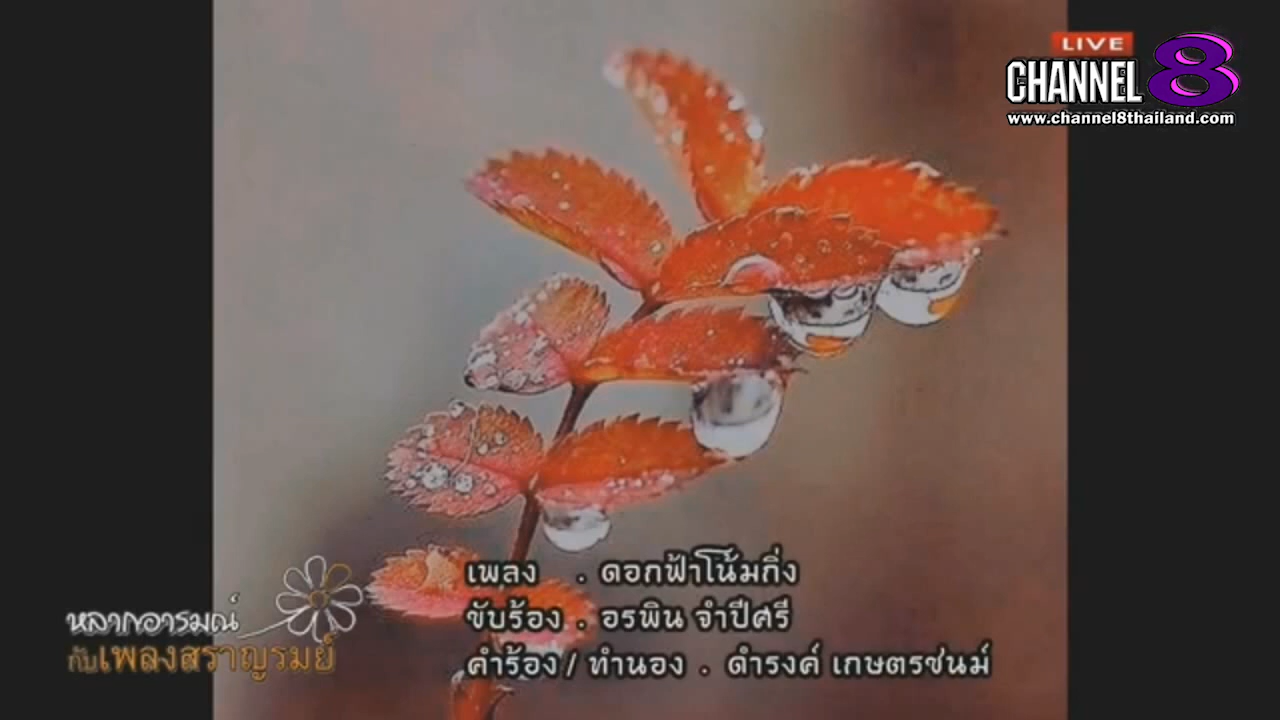 LIVE
CHANNEL 8
www.channel8thailand.com
เพลง . ดอกฟ้าโน้มกิ่ง
ขับร้อง . อรพิน จำปีศรี
คำร้อง / ทำนอง . ดำรงค์ เกษตรชนม์
หลากอารมณ์
กับเพลงสราญรมย์